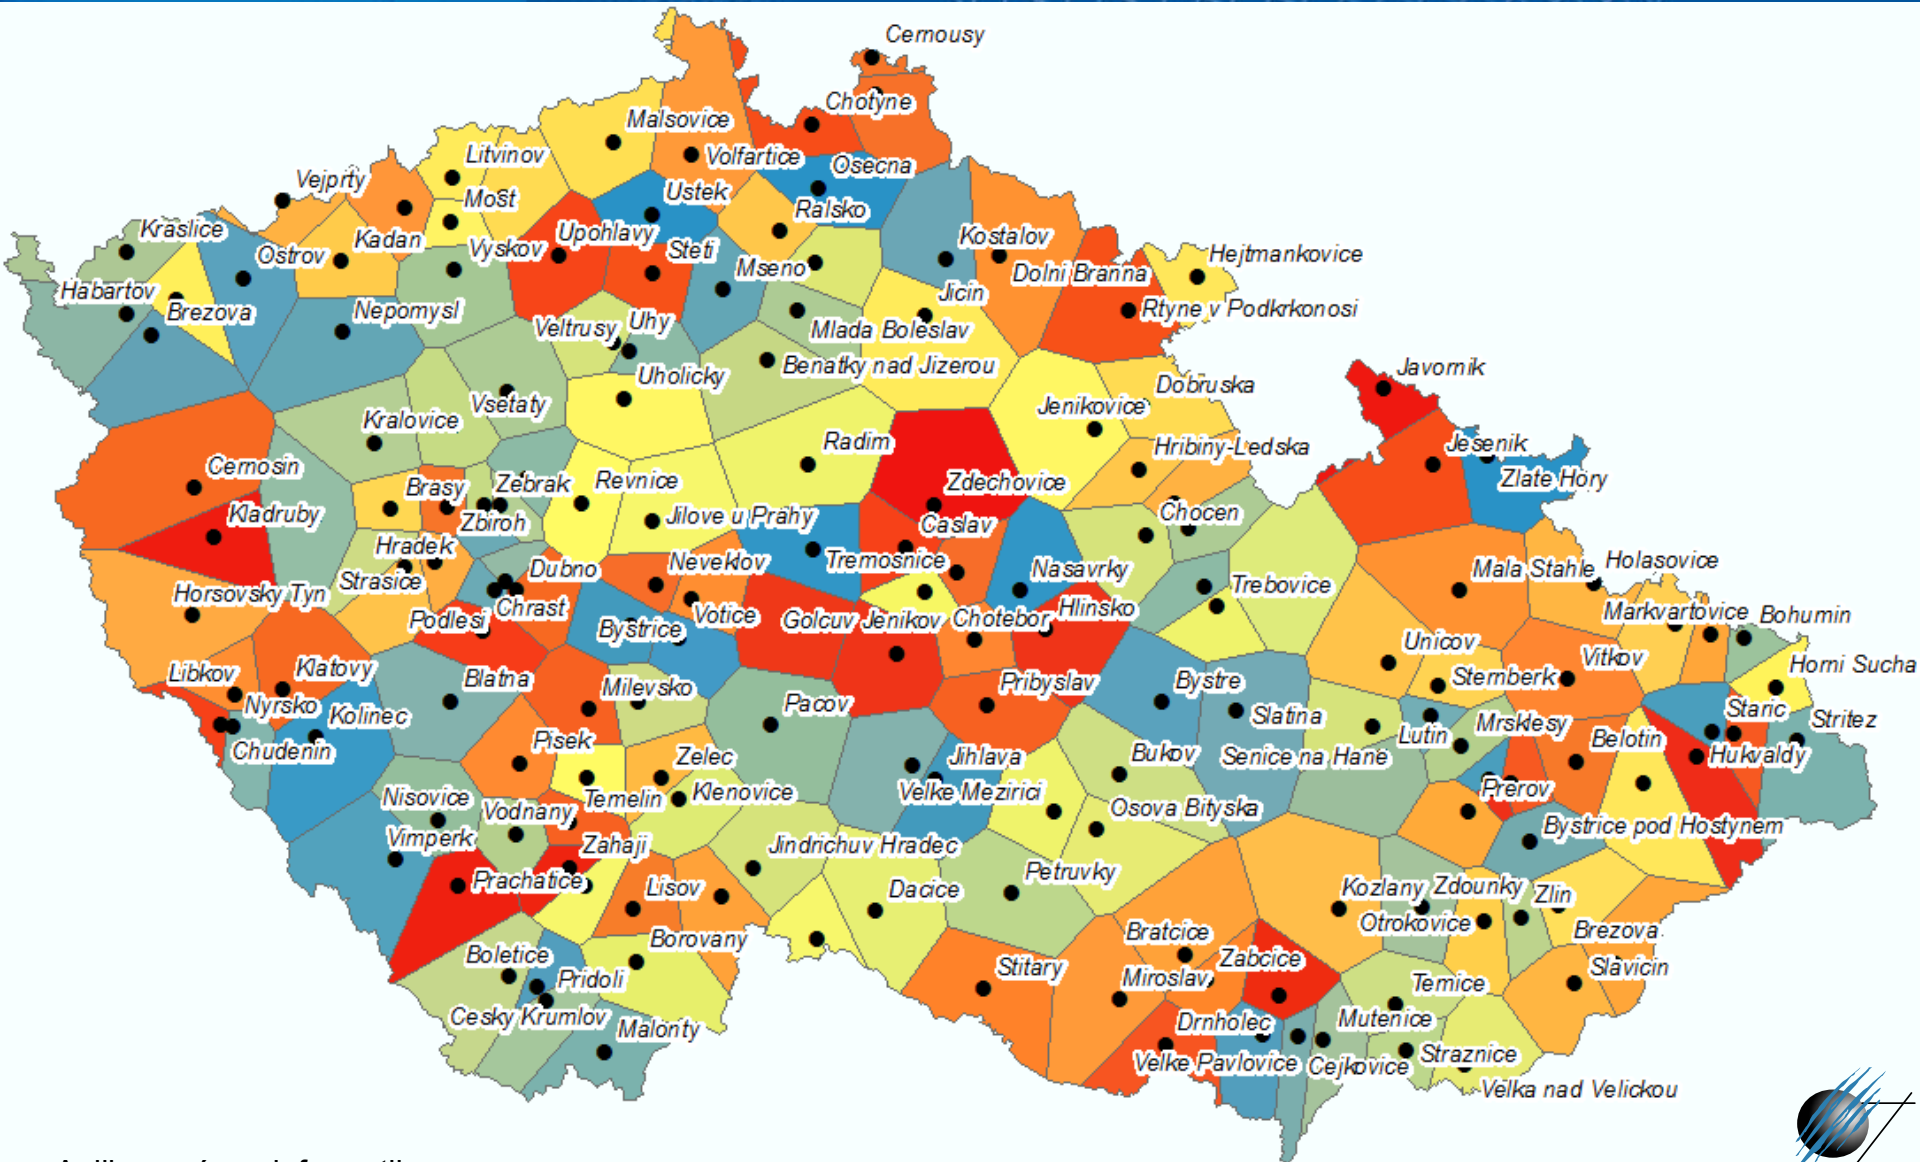 Cernousy
Chotyne
Malsovice
Litvinov
Volfartice
Osecna
Vejprty
Most
Ustek
Ralsko
Kraslice
Kadan
Vyskov
Upohlavy
Kostalov
Ostrov
Steti
Mseno
Dolni Branna
Hejtmankovice
Habartov
Brezova
Nepomysl
Jicin
Rtyne v Podkrkonosi
Veltrusy
Uhy
Mlada Boleslav
Uholicky
Benatky nad Jizerou
Javornik
Dobruska
Vsetaty
Jenikovice
Kralovice
Radim
Hribiny-Ledska
Jesenik
Cernosin
Brasy
Zebrak
Revnice
Zdechovice
Zlate Hory
Kladruby
Zbiroh
Jilove u Prahy
Caslav
Chocen
Hradek
Dubno
Neveklov
Tremosnice
Nasavrky
Mala Stahle
Holasovice
Strasice
Trebovice
Horsovsky Tyn
Chrast
Votice
Hlinsko
Markvartovice
Bohumin
Podlesi
Bystrice
Golcuv Jenikov
Chotebor
Unicov
Vitkov
Horni Sucha
Libkov
Klatovy
Blatna
Milevsko
Pribyslav
Bystre
Sternberk
Nyrsko
Kolinec
Pacov
Slatina
Mrsklesy
Staric
Stritez
Chudenin
Pisek
Zelec
Jihlava
Bukov
Senice na Hane
Lutin
Belotin
Hukvaldy
Nisovice
Vodnany
Temelin
Klenovice
Velke Mezirici
Osova Bityska
Prerov
Vimperk
Zahaji
Jindrichuv Hradec
Bystrice pod Hostynem
Prachatice
Lisov
Dacice
Petruvky
Kozlany
Zdounky
Zlin
Otrokovice
Boletice
Borovany
Bratcice
Brezova
Pridoli
Stitary
Miroslav
Zabcice
Slavicin
Cesky Krumlov
Malonty
Drnholec
Temice
Mutenice
Velke Pavlovice
Cejkovice
Straznice
Velka nad Velickou